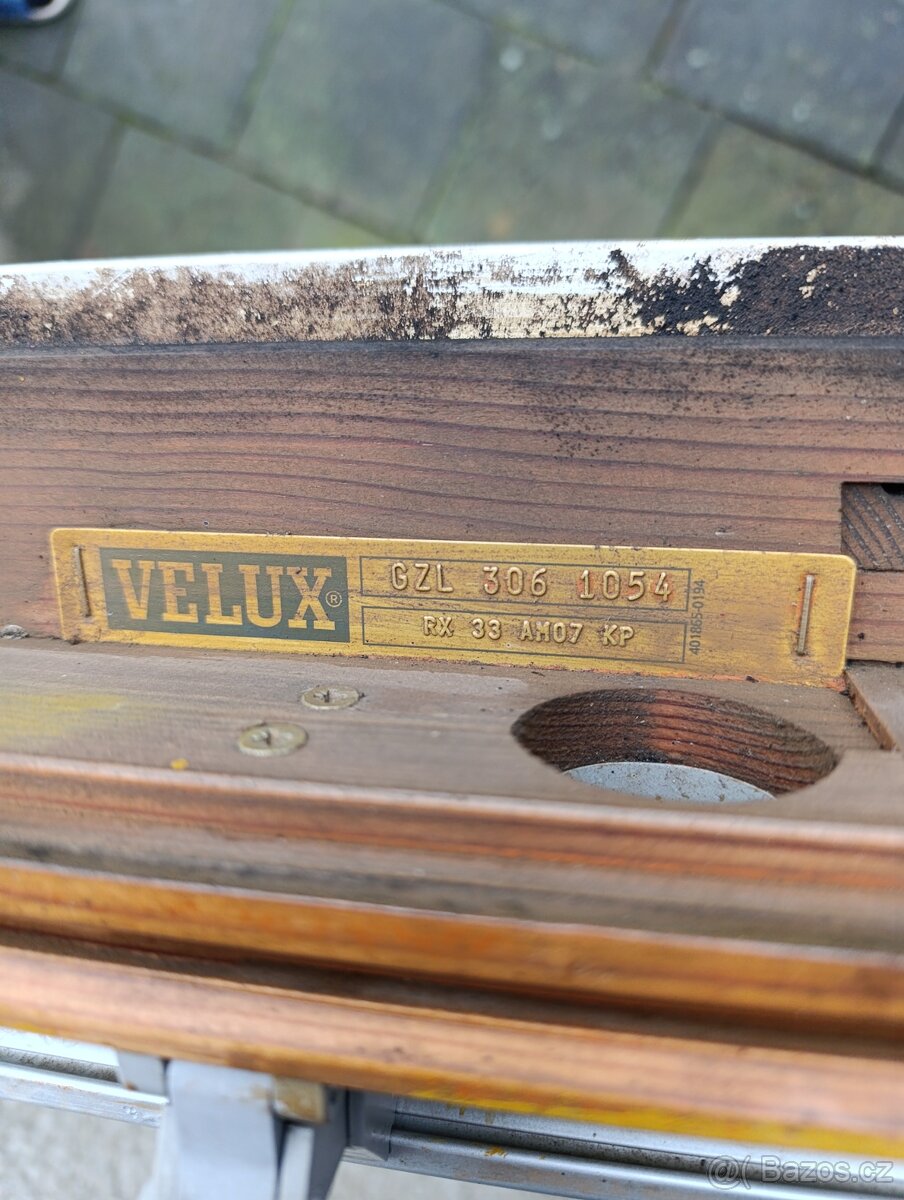 VELUX®
GZL 306 1054
RX 33 AM07 KP
401865-0194
@( Bazos.cz